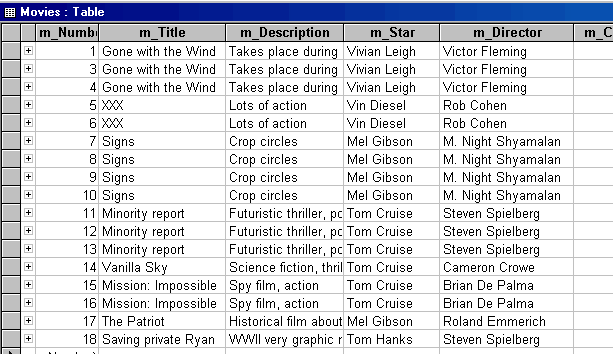 Movies : Table
m_Numb m_Title m_Description m_Star m_Director m_C
1 Gone with the Wind Takes place during Vivian Leigh Victor Fleming
3 Gone with the Wind Takes place during Vivian Leigh Victor Fleming
4 Gone with the Wind Takes place during Vivian Leigh Victor Fleming
5 XXX Lots of action Vin Diesel Rob Cohen
6 XXX Lots of action Vin Diesel Rob Cohen
7 Signs Crop circles Mel Gibson M. Night Shyamalan
8 Signs Crop circles Mel Gibson M. Night Shyamalan
9 Signs Crop circles Mel Gibson M. Night Shyamalan
10 Signs Crop circles Mel Gibson M. Night Shyamalan
11 Minority report Futuristic thriller, po Tom Cruise Steven Spielberg
12 Minority report Futuristic thriller, po Tom Cruise Steven Spielberg
13 Minority report Futuristic thriller, po Tom Cruise Steven Spielberg
14 Vanilla Sky Science fiction, thril Tom Cruise Cameron Crowe
15 Mission: Impossible Spy film, action Tom Cruise Brian De Palma
16 Mission: Impossible Spy film, action Tom Cruise Brian De Palma
17 The Patriot Historical film about Mel Gibson Roland Emmerich
18 Saving private Ryan WWII very graphic r Tom Hanks Steven Spielberg